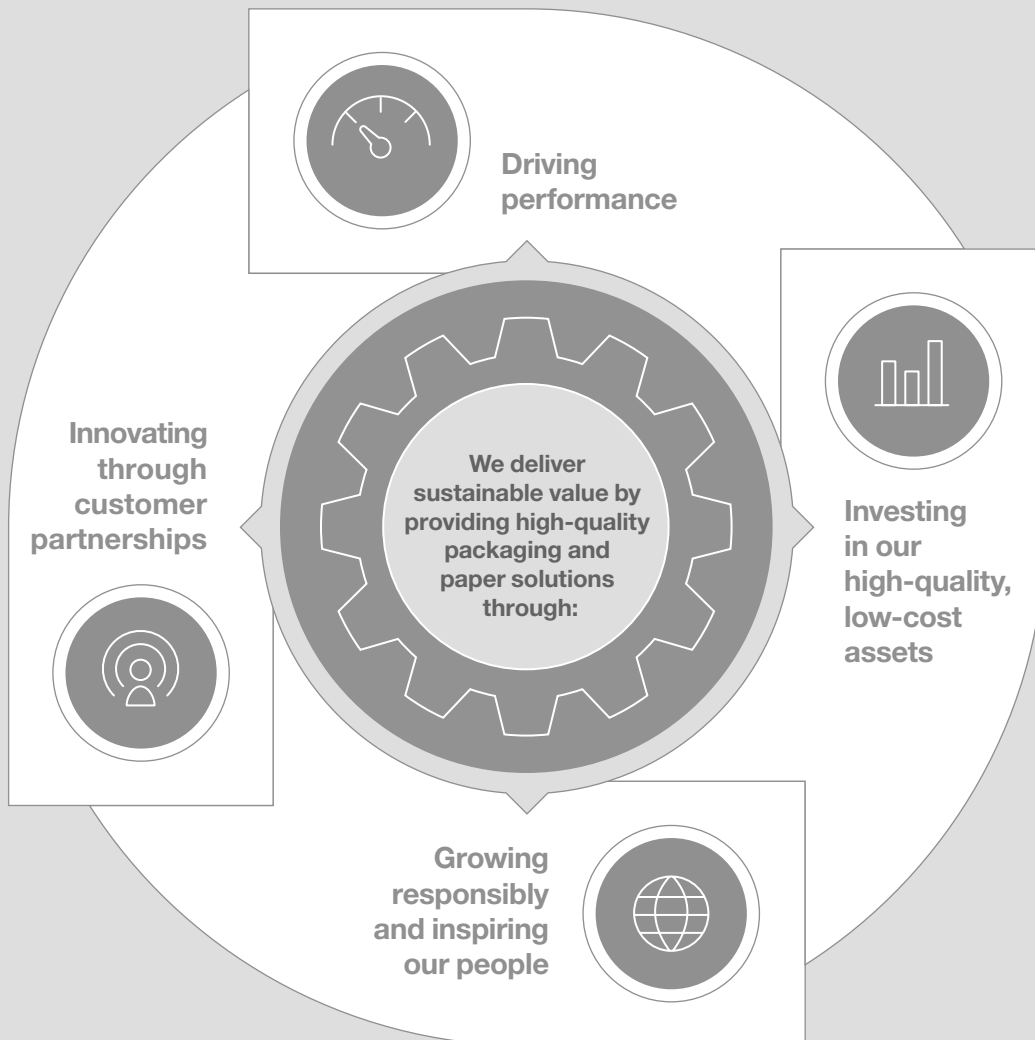 Driving
performance
Innovating
through
customer
partnerships
We deliver
sustainable value by
providing high-quality
packaging and
paper solutions
through:
Investing
in our
high-quality,
low-cost
assets
Growing
responsibly
and inspiring
our people